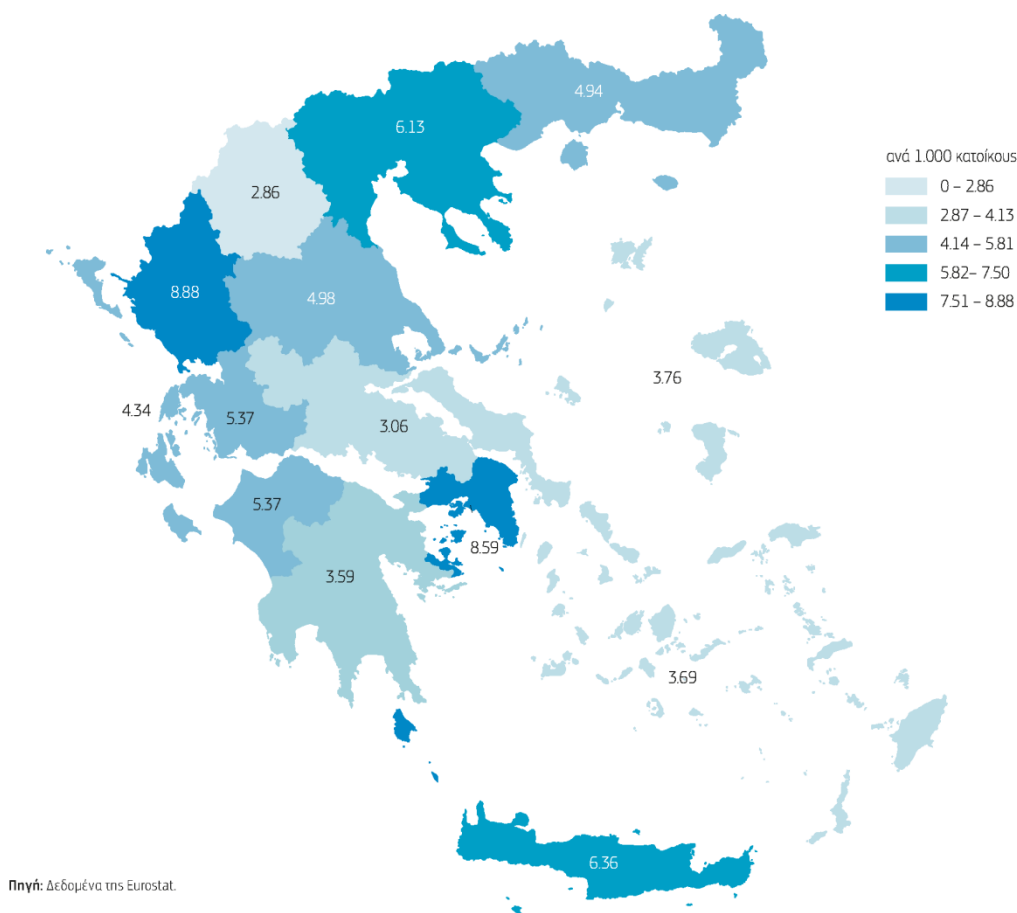 4.94
6.13
ανά 1.000 κατοίκους
0 – 2.86
2.87 – 4.13
4.14 – 5.81
5.82– 7.50
7.51 – 8.88
2.86
8.88
4.98
3.76
4.34
5.37
3.06
5.37
8.59
3.59
3.69
6.36
Πηγή: Δεδομένα της Eurostat.